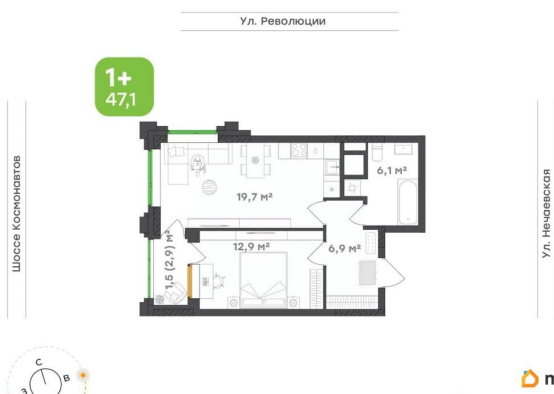 Ул. Революции
1+
47,1
Шоссе Космонавтов
19,7 м²
6,1 м²
1,5 (2,9) м²
12,9 м²
6,9 м²
Ул. Нечаевская
С
В
З